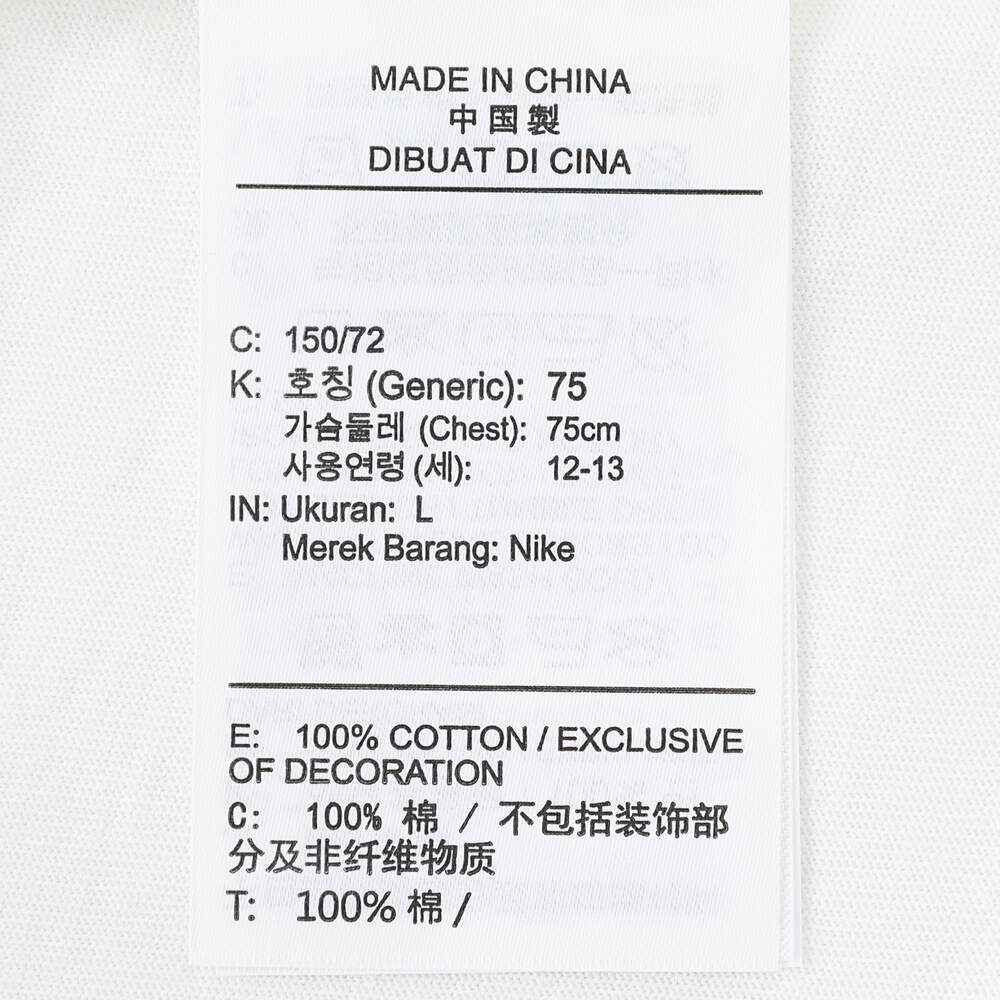 MADE IN CHINA
中国製
DIBUAT DI CINA
C: 150/72
K: 호칭 (Generic): 75
가슴둘레 (Chest): 75cm
사용연령 (세): 12-13
IN: Ukuran: L
Merek Barang: Nike
E: 100% COTTON / EXCLUSIVE
OF DECORATION
C: 100% 棉 / 不包括装饰部
分及非纤维物质
T: 100% 棉 /